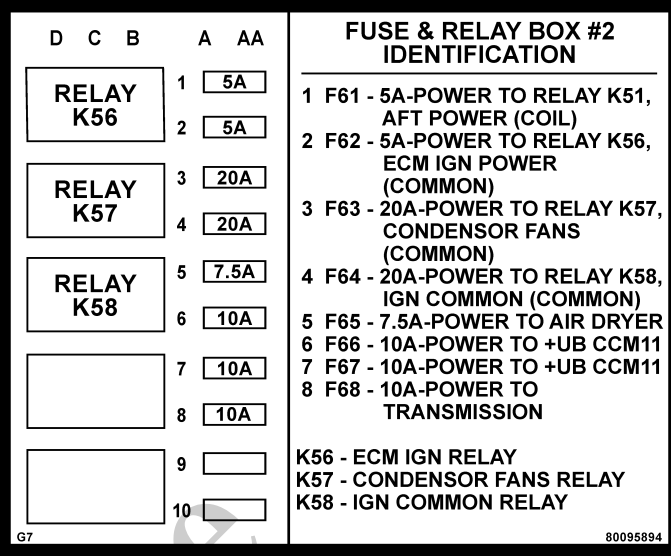 D C B A AA
RELAY
K56
1 5A
2 5A
RELAY
K57
3 20A
4 20A
RELAY
K58
5 7.5A
6 10A
7 10A
8 10A
9
10
G7
FUSE & RELAY BOX #2
IDENTIFICATION
1 F61 - 5A-POWER TO RELAY K51,
AFT POWER (COIL)
2 F62 - 5A-POWER TO RELAY K56,
ECM IGN POWER
(COMMON)
3 F63 - 20A-POWER TO RELAY K57,
CONDENSOR FANS
(COMMON)
4 F64 - 20A-POWER TO RELAY K58,
IGN COMMON (COMMON)
5 F65 - 7.5A-POWER TO AIR DRYER
6 F66 - 10A-POWER TO +UB CCM11
7 F67 - 10A-POWER TO +UB CCM11
8 F68 - 10A-POWER TO
TRANSMISSION
K56 - ECM IGN RELAY
K57 - CONDENSOR FANS RELAY
K58 - IGN COMMON RELAY
80095894